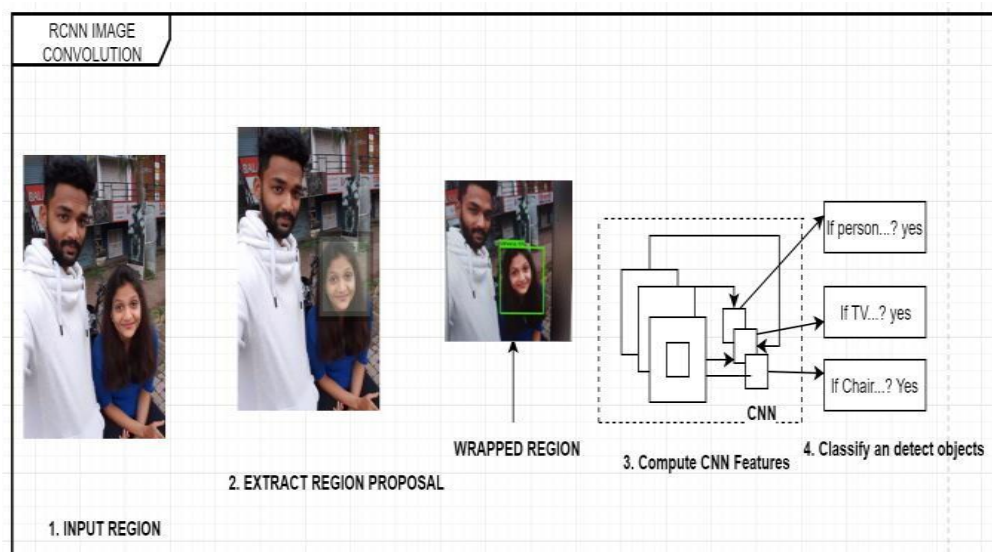 RCNN IMAGE
CONVOLUTION
If person...? yes
If TV...? yes
If Chair...? Yes
CNN
WRAPPED REGION
3. Compute CNN Features
4. Classify an detect objects
2. EXTRACT REGION PROPOSAL
1. INPUT REGION